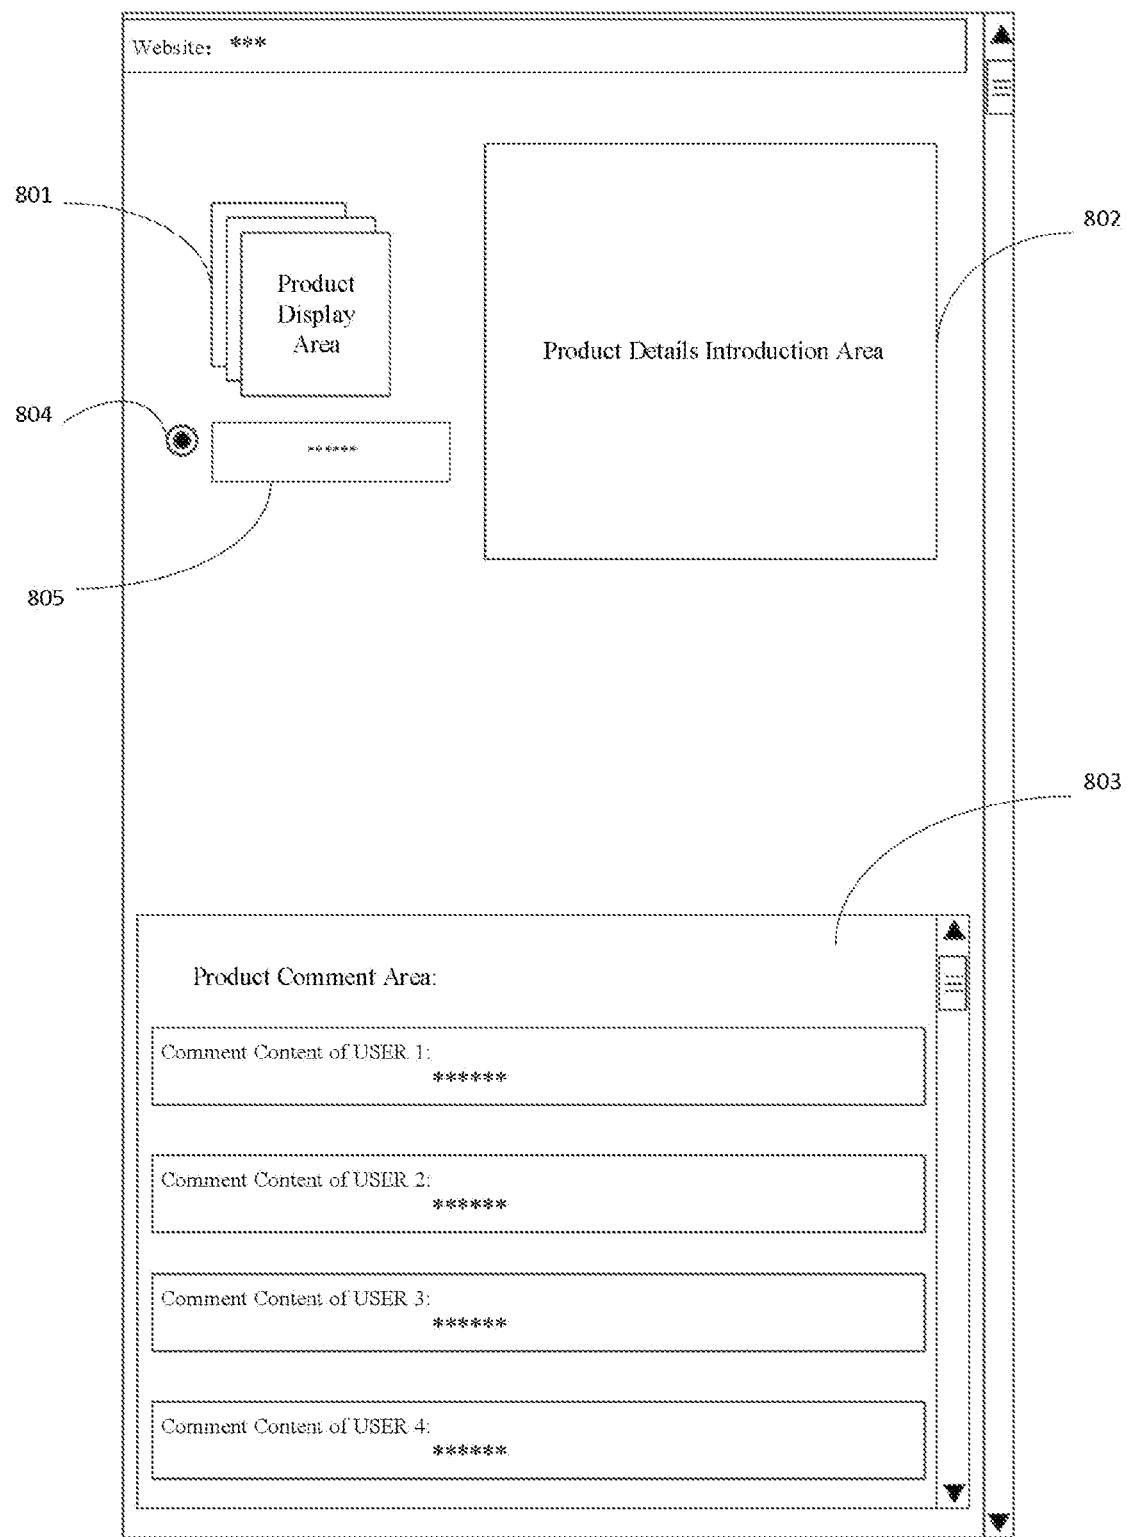 Website: ***
801
802
Product
Display
Area
Product Details Introduction Area
804
******
805
803
Product Comment Area:
Comment Content of USER 1:
******
Comment Content of USER 2:
******
Comment Content of USER 3:
******
Comment Content of USER 4:
******